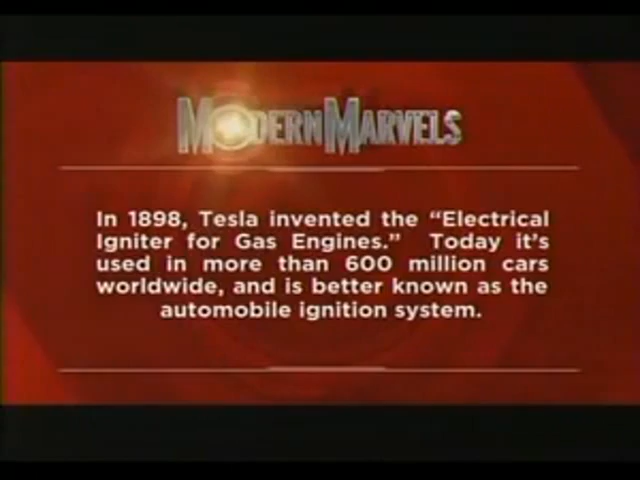 MODERN MARVELS
In 1898, Tesla invented the “Electrical
Igniter for Gas Engines.” Today it’s
used in more than 600 million cars
worldwide, and is better known as the
automobile ignition system.